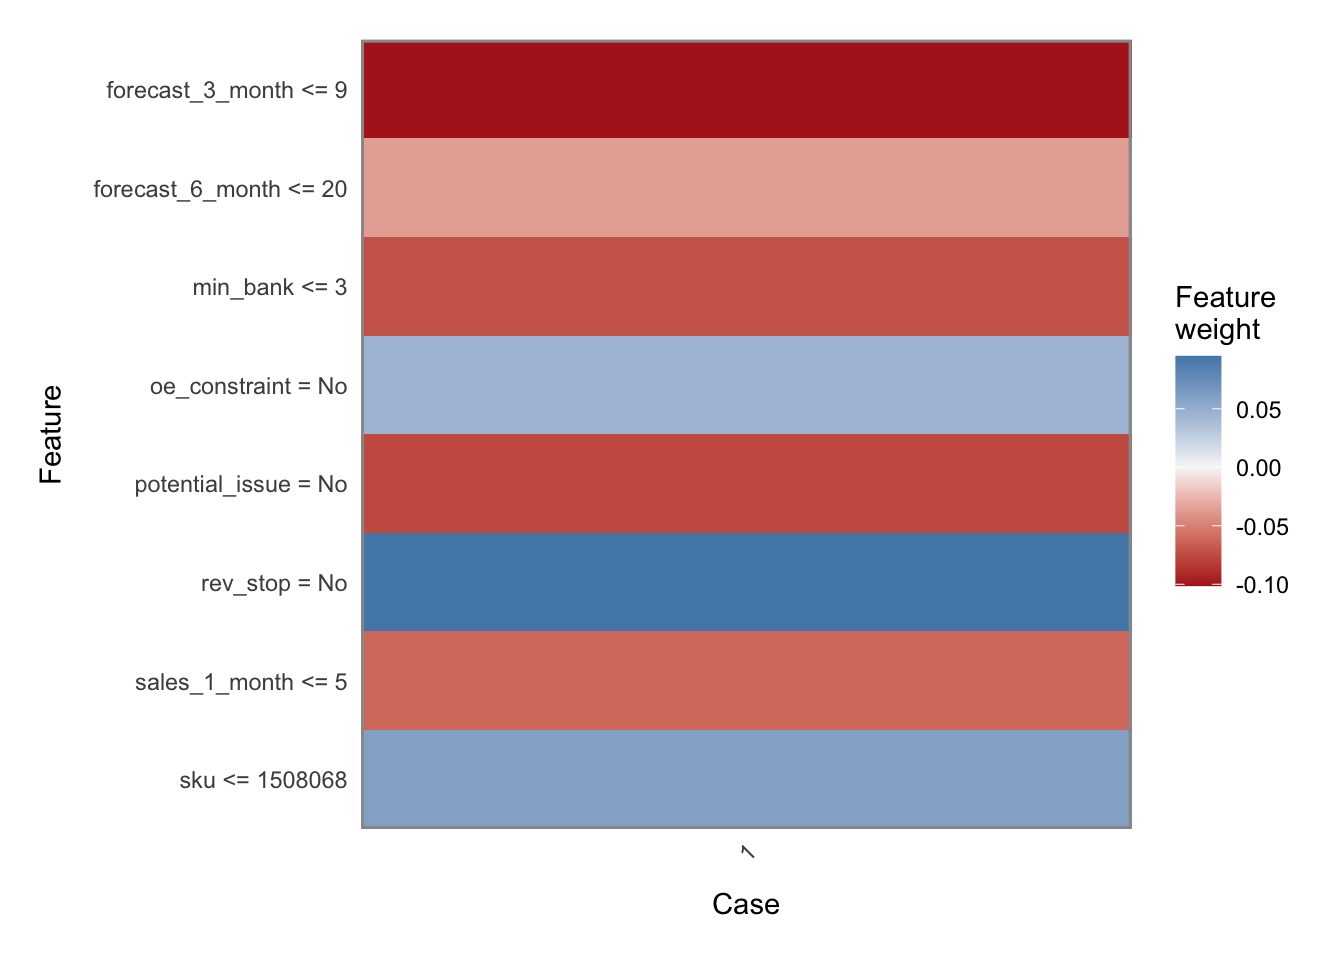 forecast_3_month <= 9
forecast_6_month <= 20
min_bank <= 3
oe_constraint = No
potential_issue = No
rev_stop = No
sales_1_month <= 5
sku <= 1508068
Feature
1
Case
Feature
weight
0.05
0.00
-0.05
-0.10